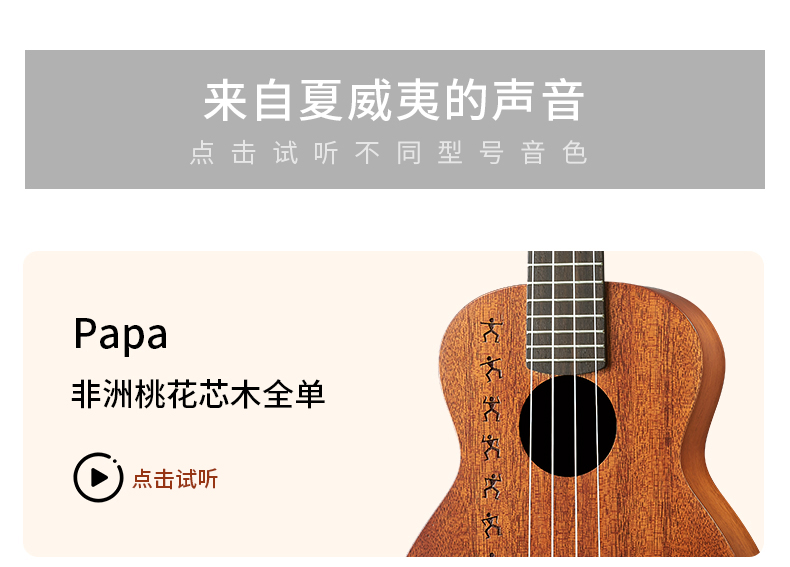 来自夏威夷的声音
点击试听不同型号音色
Papa
非洲桃花芯木全单
点击试听